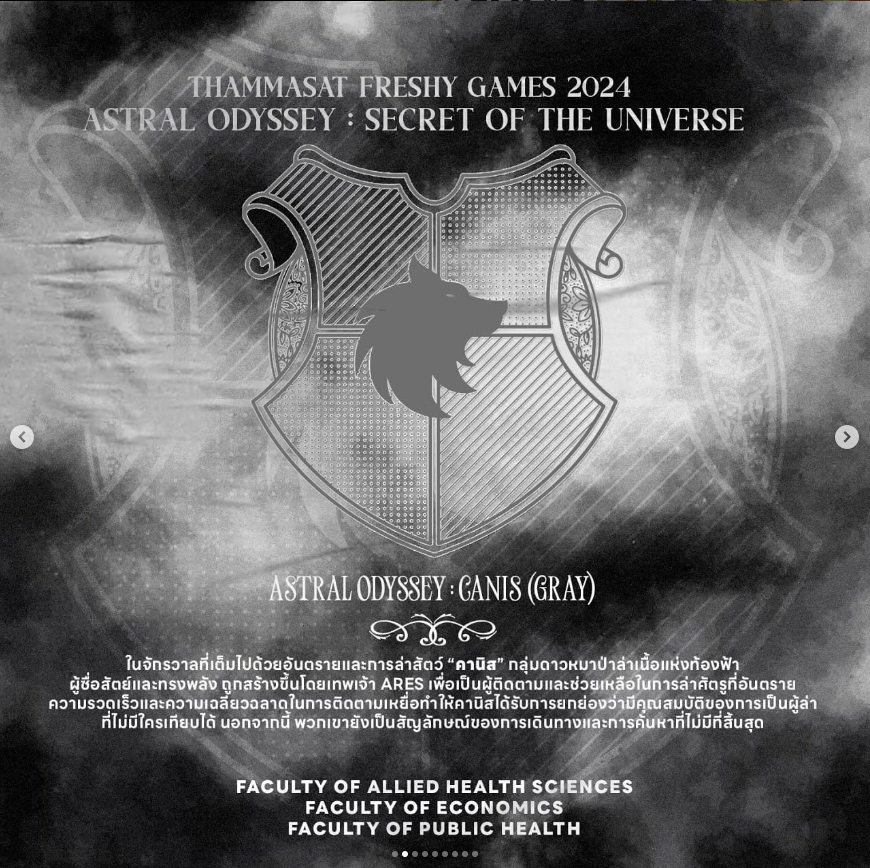 THAMMASAT FRESHY GAMES 2024
ASTRAL ODYSSEY : SECRET OF THE UNIVERSE
ASTRAL ODYSSEY : CANIS (GRAY)
ในจักรวาลที่เต็มไปด้วยอันตรายและการล่าสัตว์ “คานิส” กลุ่มดาวหมาป่าล่าเนื้อแห่งท้องฟ้า
ผู้ซื่อสัตย์และทรงพลัง ถูกสร้างขึ้นโดยเทพเจ้า ARES เพื่อเป็นผู้ติดตามและช่วยเหลือในการล่าศัตรูที่อันตราย
ความรวดเร็วและความเฉลียวฉลาดในการติดตามเหยื่อทำให้คานิสได้รับการยกย่องว่ามีคุณสมบัติของการเป็นผู้ล่า
ที่ไม่มีใครเทียบได้ นอกจากนี้ พวกเขายังเป็นสัญลักษณ์ของการเดินทางและการค้นหาที่ไม่มีที่สิ้นสุด
FACULTY OF ALLIED HEALTH SCIENCES
FACULTY OF ECONOMICS
FACULTY OF PUBLIC HEALTH